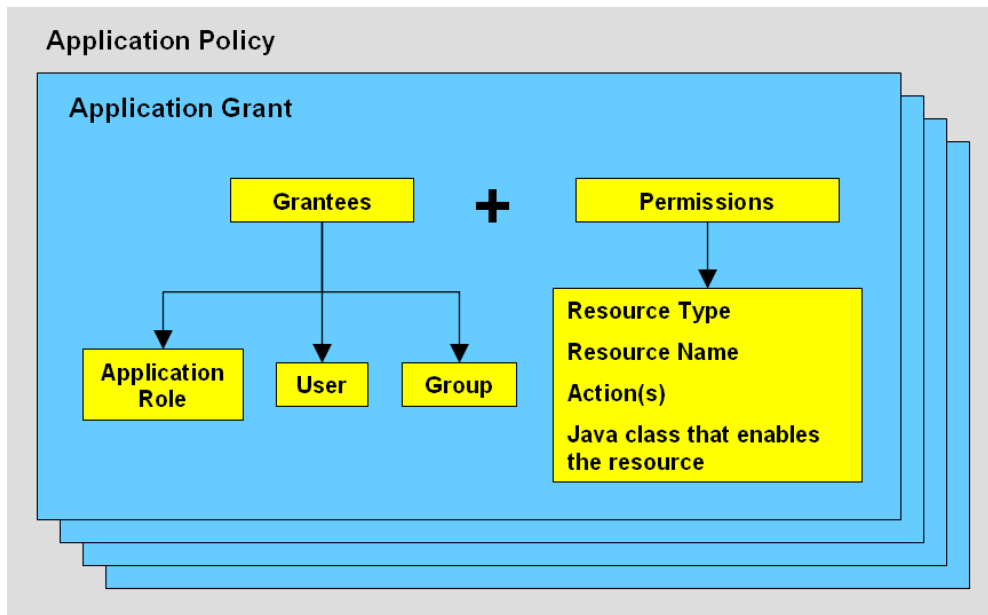 Application Policy
Application Grant
Grantees
+
Permissions
Application
Role
User
Group
Resource Type
Resource Name
Action(s)
Java class that enables
the resource